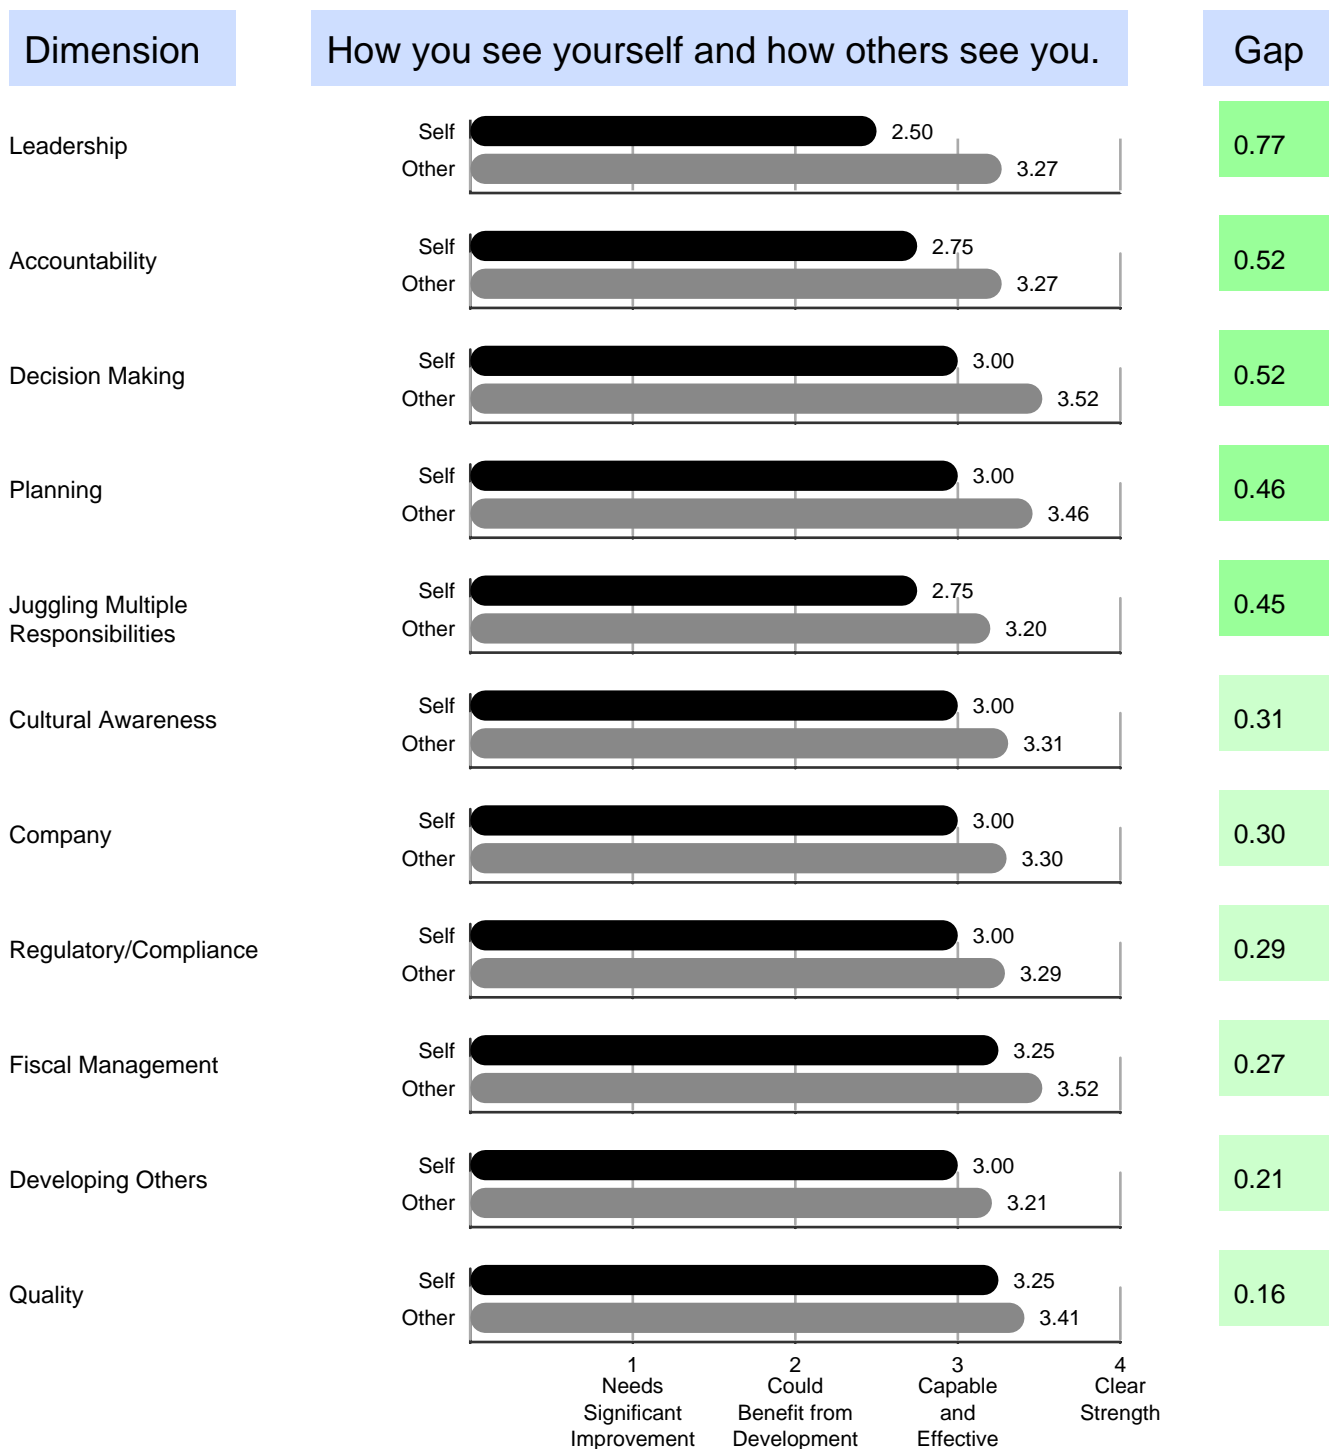 Dimension
How you see yourself and how others see you.
Gap
Leadership
Self
2.50
Other
3.27
0.77
Accountability
Self
2.75
Other
3.27
0.52
Decision Making
Self
3.00
Other
3.52
0.52
Planning
Self
3.00
Other
3.46
0.46
Juggling Multiple
Responsibilities
Self
2.75
Other
3.20
0.45
Cultural Awareness
Self
3.00
Other
3.31
0.31
Company
Self
3.00
Other
3.30
0.30
Regulatory/Compliance
Self
3.00
Other
3.29
0.29
Fiscal Management
Self
3.25
Other
3.52
0.27
Developing Others
Self
3.00
Other
3.21
0.21
Quality
Self
3.25
Other
3.41
0.16
1
Needs
Significant
Improvement
2
Could
Benefit from
Development
3
Capable
and
Effective
4
Clear
Strength